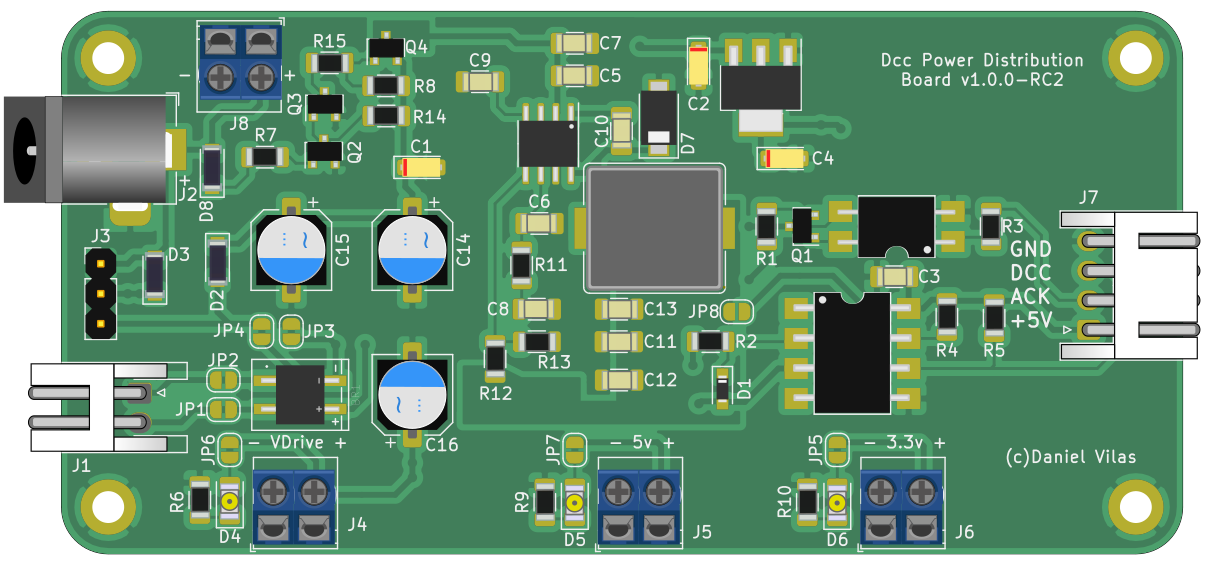 R15
Q4
C7
C9
C5
Dcc Power Distribution
Board v1.0.0-RC2
-
+
R8
C2
Q3
J8
R14
C10
D7
R7
Q2
C1
C4
+
J2
D8
J3
+
+
C6
J7
D3
C15
C14
R1
Q1
R3
GND
DCC
ACK
+5V
D2
R11
C3
C8
C13
JP8
JP4
JP3
R13
C11
R2
R4
R5
JP2
-
-
R12
C12
D1
JP1
+
+
J1
JP6
- VDrive +
+
C16
JP7
- 5v +
JP5
- 3.3v +
(c)Daniel Vilas
R6
D4
J4
R9
D5
J5
R10
D6
J6